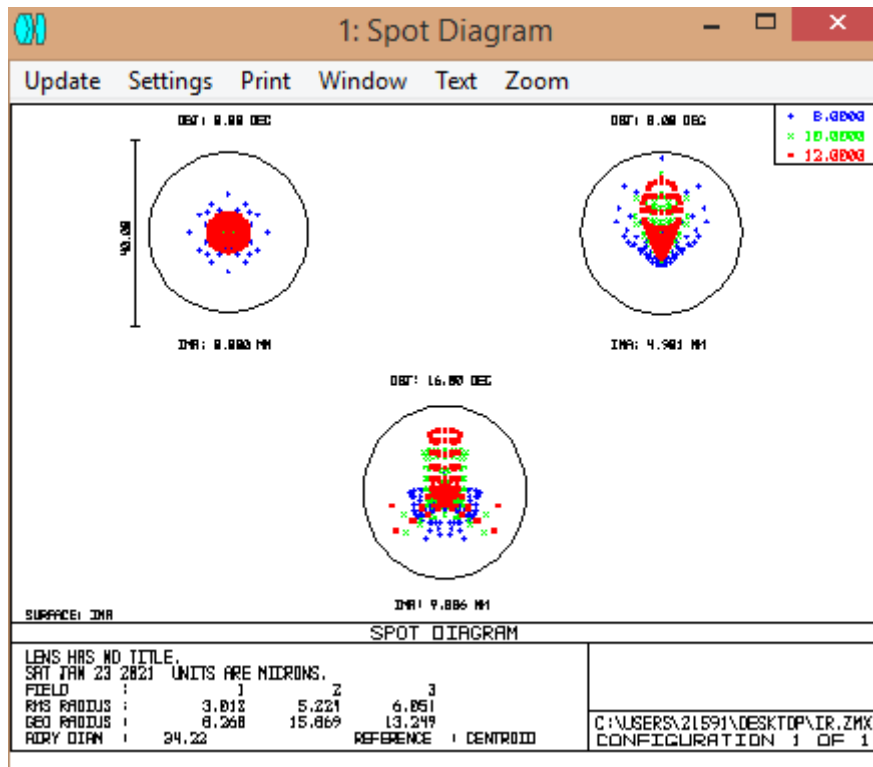 1: Spot Diagram
Update Settings Print Window Text Zoom
OBJ: 0.00 DEG
OBJ: 8.00 DEG
8.0000
10.0000
12.0000
40.00
IMA: 0.000 MM
IMA: 4.901 MM
OBJ: 16.00 DEG
IMA: 9.886 MM
SURFACE: IMA
SPOT DIAGRAM
LENS HAS NO TITLE.
SAT JAN 23 2021 UNITS ARE MICRONS.
FIELD : 1 2 3
RMS RADIUS : 3.012 6.051
GEO RADIUS : 8.268 15.869 13.249
AIRY DIAM : 34.22 REFERENCE : CENTROID
C:\USERS\21591\DESKTOP\IR.ZMX
CONFIGURATION 1 OF 1